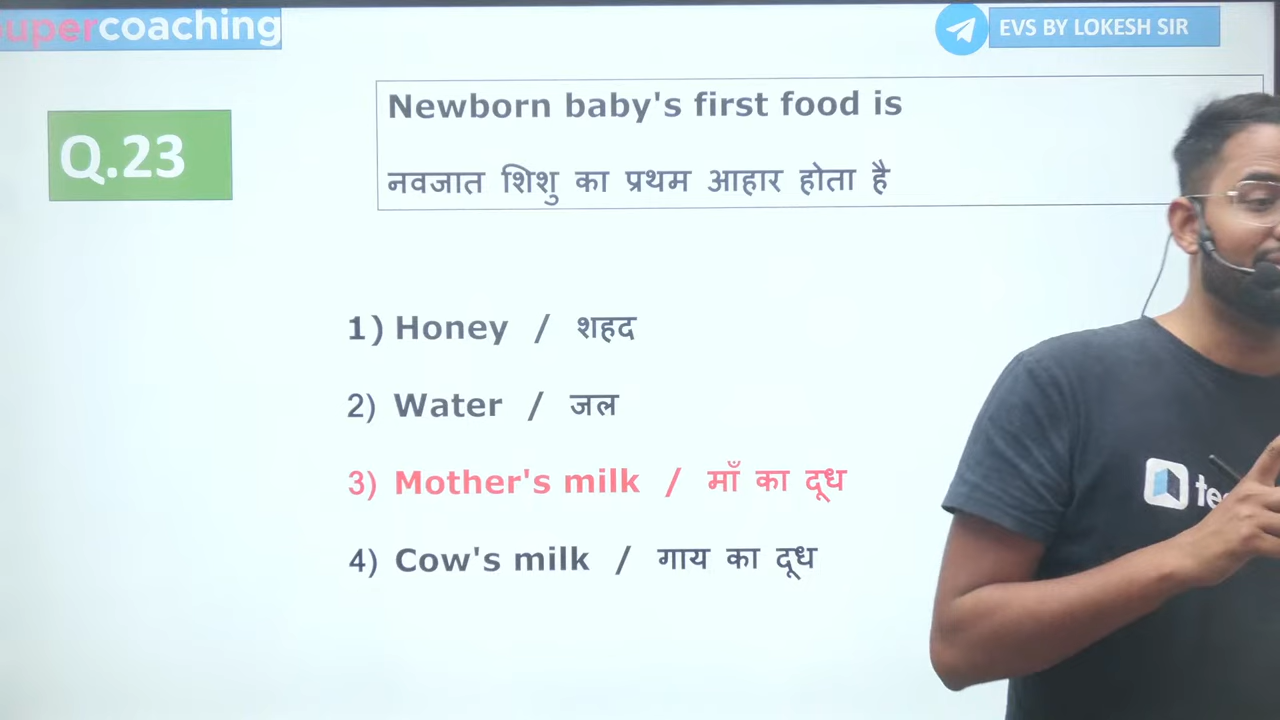 supercoaching
EVS BY LOKESH SIR
Q.23
Newborn baby's first food is
नवजात शिशु का प्रथम आहार होता है
1) Honey / शहद
2) Water / जल
3) Mother's milk / माँ का दूध
4) Cow's milk / गाय का दूध